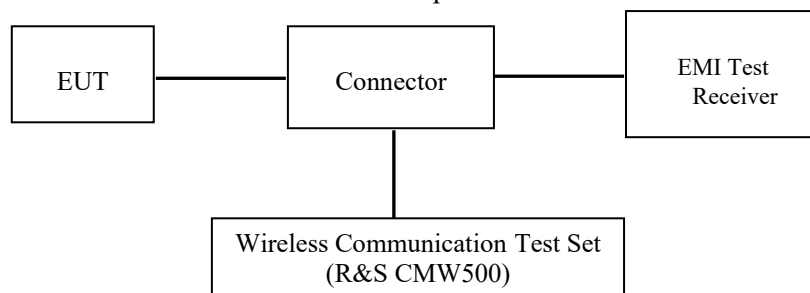 EUT
Connector
EMI Test
Receiver
Wireless Communication Test Set
(R&S CMW500)